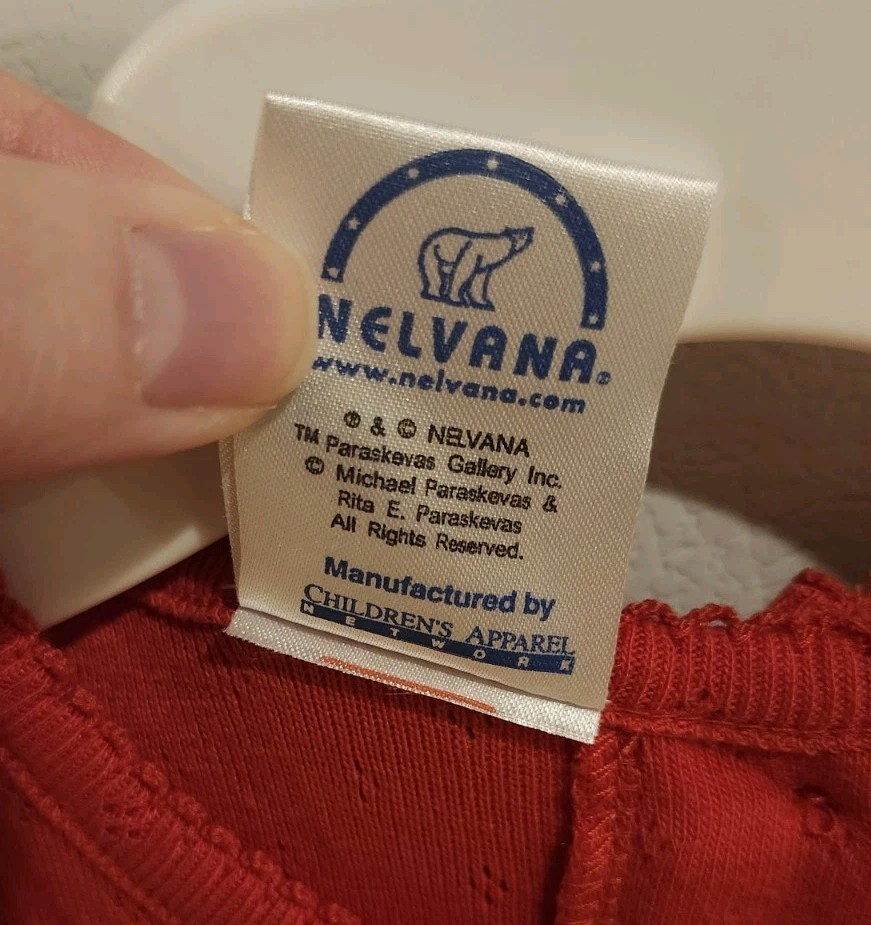 NELVANA®
www.nelvana.com
® & © NELVANA
TM Paraskevas Gallery Inc.
© Michael Paraskevas &
Rita E. Paraskevas
All Rights Reserved.
Manufactured by
CHILDREN'S APPAREL
NETWORK